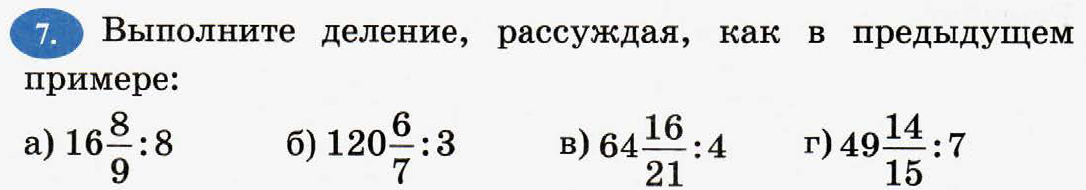 7. Выполните деление, рассуждая, как в предыдущем
примере:
а) 16 8/9 : 8 б) 120 6/7 : 3 в) 64 16/21 : 4 г) 49 14/15 : 7